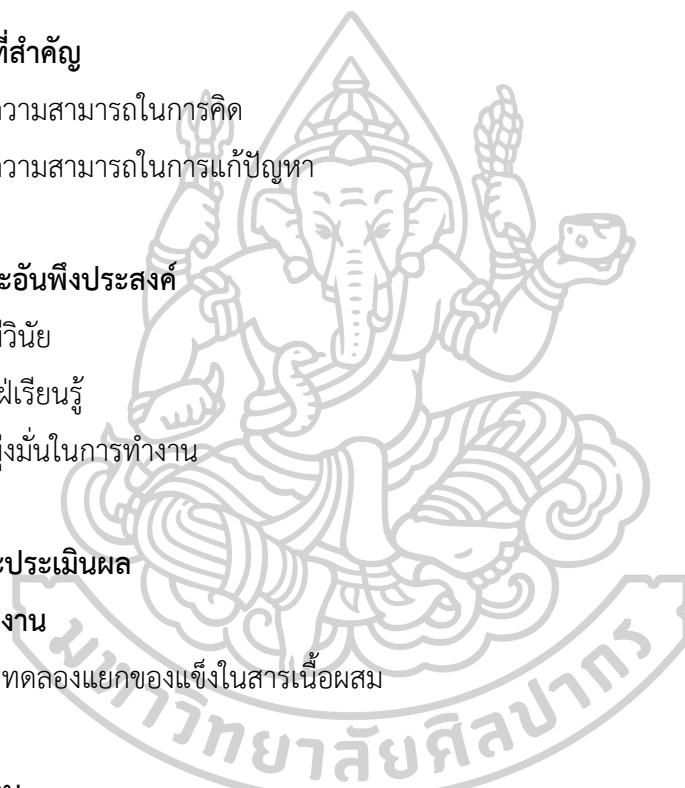 ที่สำคัญ
วามสามารถในการคิด
วามสามารถในการแก้ปัญหา
ะอันพึงประสงค์
มีวินัย
ฝ่เรียนรู้
มุ่งมั่นในการทำงาน
ะประเมินผล
งาน
รทดลองแยกของแข็งในสารเนื้อผสม
มหาวิทยาลัยศิลปากร